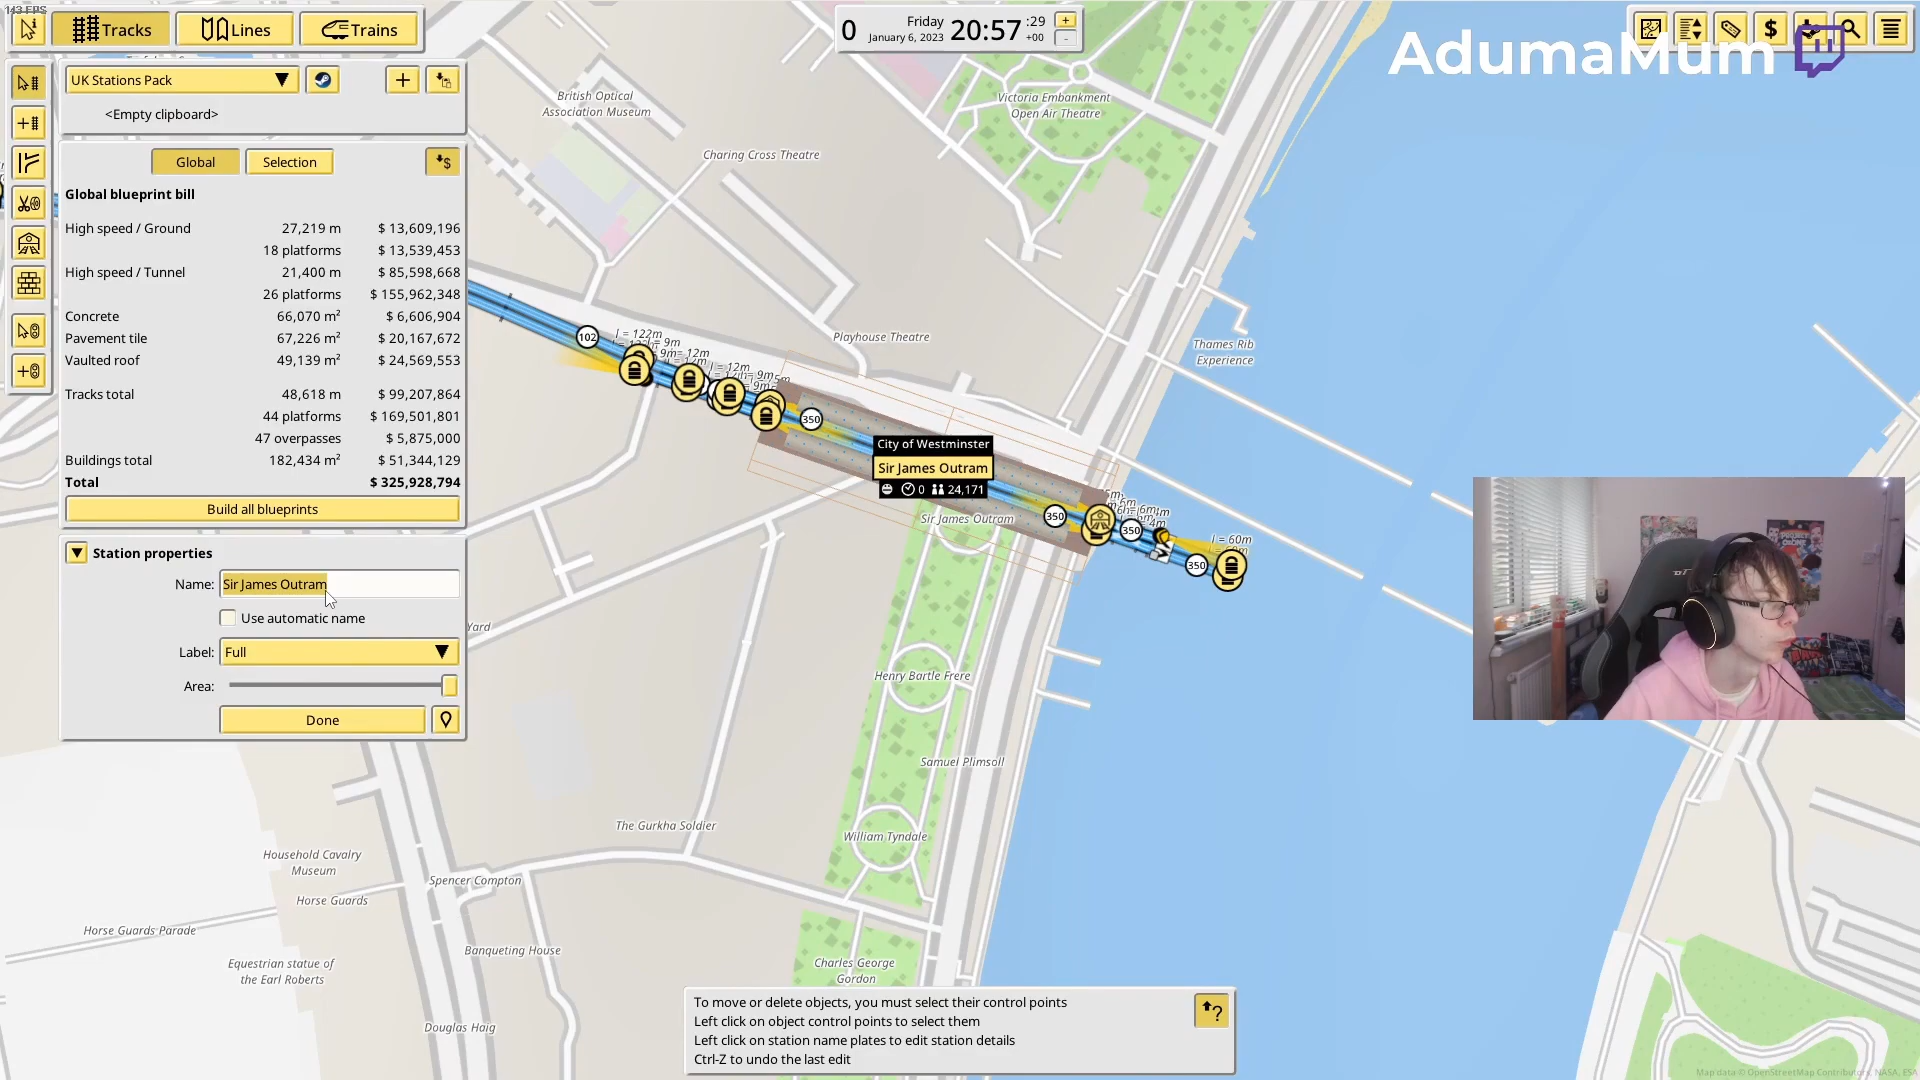 143 FPS
Tracks
Lines
Trains
0
Friday
January 6, 2023
20:57
:29
+00
+
-
AdumaMum
UK Stations Pack
<Empty clipboard>
Global
Selection
Global blueprint bill
High speed / Ground 27,219 m $ 13,609,196
18 platforms $ 13,539,453
High speed / Tunnel 21,400 m $ 85,598,668
26 platforms $ 155,962,348
Concrete 66,070 m² $ 6,606,904
Pavement tile 67,226 m² $ 20,167,672
Vaulted roof 49,139 m² $ 24,569,553
Tracks total 48,618 m $ 99,207,864
44 platforms $ 169,501,801
47 overpasses $ 5,875,000
Buildings total 182,434 m² $ 51,344,129
Total $ 325,928,794
Build all blueprints
Station properties
Name: Sir James Outram
Use automatic name
Label: Full
Area:
Done
British Optical
Association Museum
Victoria Embankment
Open Air Theatre
Charing Cross Theatre
Playhouse Theatre
Thames Rib
Experience
102
l = 122m
350
City of Westminster
Sir James Outram
0 24,171
Sir James Outram
350
350
350
l = 60m
Yard
Henry Bartle Frere
Samuel Plimsoll
The Gurkha Soldier
William Tyndale
Household Cavalry
Museum
Spencer Compton
Horse Guards
Horse Guards Parade
Banqueting House
Equestrian statue of
the Earl Roberts
Charles George
Gordon
Douglas Haig
To move or delete objects, you must select their control points
Left click on object control points to select them
Left click on station name plates to edit station details
Ctrl-Z to undo the last edit
Map data © OpenStreetMap Contributors, NASA, ESA